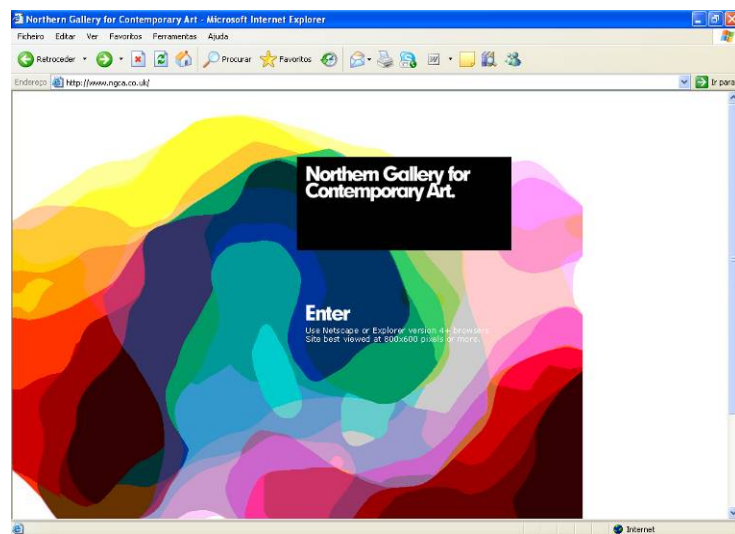 Northern Gallery for Contemporary Art - Microsoft Internet Explorer
Ficheiro Editar Ver Favoritos Ferramentas Ajuda
Retroceder Procurar Favoritos
Endereço http://www.ngca.co.uk/ Ir para
Northern Gallery for
Contemporary Art.
Enter
Use Netscape or Explorer version 4+ browsers
Site best viewed at 800x600 pixels or more.
Internet